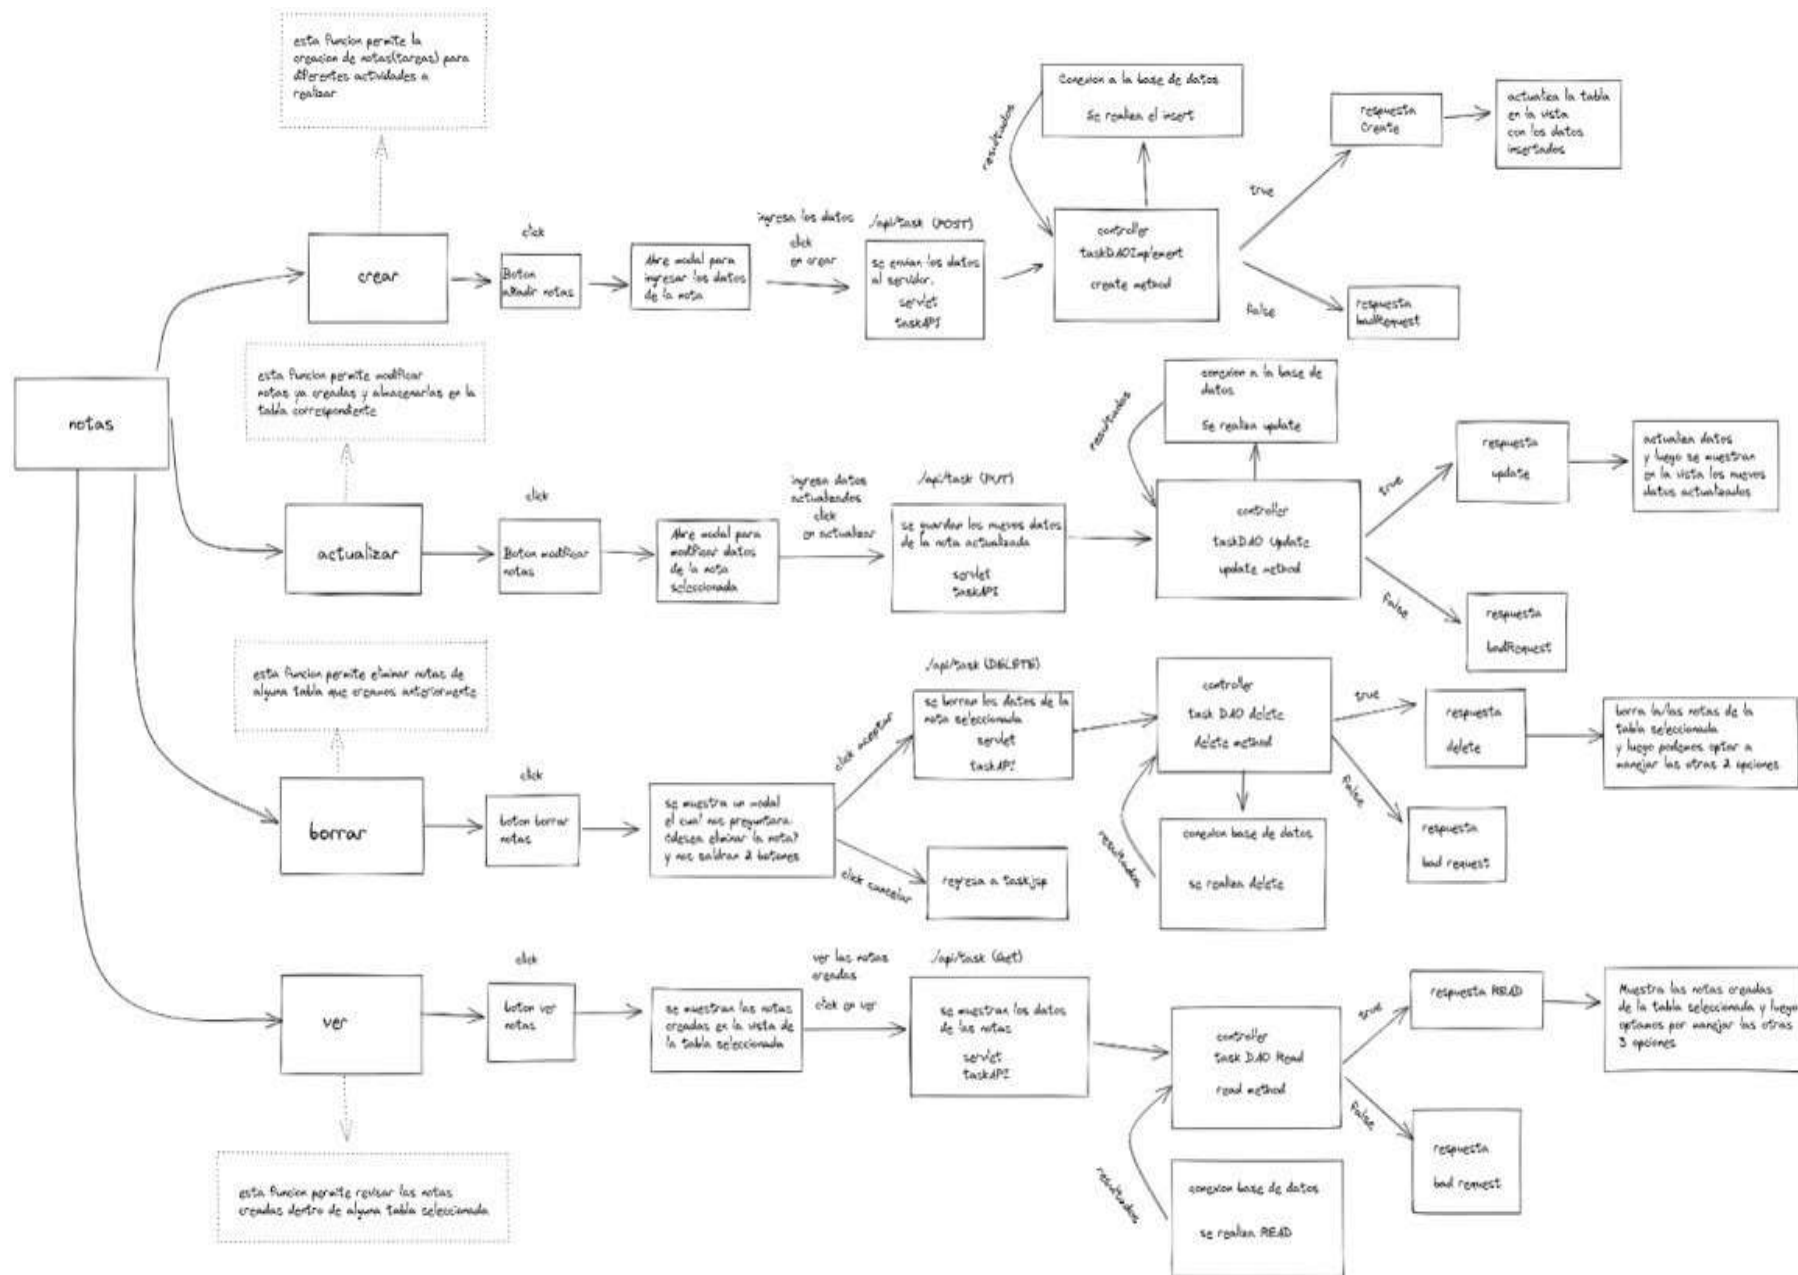 esta funcion permite la
creacion de notas(tareas) para
diferentes actividades a
realizar
crear
click
Boton
añadir notas
Abre modal para
ingresar los datos
de la nota
ingresa los datos
click
en crear
/api/task (POST)
se envian los datos
al servidor.
servlet
taskAPI
Conexion a la base de datos
Se realiza el insert
resultados
controller
taskDAOImplement
create method
true
respuesta
Create
actualiza la tabla
en la vista
con los datos
insertados
false
respuesta
badRequest
notas
esta funcion permite modificar
notas ya creadas y almacenarlas en la
tabla correspondiente
actualizar
click
Boton modificar
notas
Abre modal para
modificar datos
de la nota
seleccionada
ingresa datos
actualizados
click
en actualizar
/api/task (PUT)
se guardan los nuevos datos
de la nota actualizada
servlet
taskAPI
conexion a la base de
datos
Se realiza update
resultados
controller
taskDAO Update
update method
true
respuesta
update
actualiza datos
y luego se muestran
en la vista los nuevos
datos actualizados
false
respuesta
badRequest
esta funcion permite eliminar notas de
alguna tabla que creamos anteriormente
borrar
click
boton borrar
notas
se muestra un modal
el cual nos preguntara
¿desea eliminar la nota?
y nos saldran 2 botones
click aceptar
/api/task (DELETE)
se borran los datos de la
nota seleccionada
servlet
taskAPI
click cancelar
regresa a taskjsp
controller
task DAO delete
delete method
resultados
conexion base de datos
se realiza delete
true
respuesta
delete
borra la/las notas de la
tabla seleccionada
y luego podemos optar a
manejar las otras 2 opciones
false
respuesta
bad request
ver
click
boton ver
notas
se muestran las notas
creadas en la vista de
la tabla seleccionada
ver las notas
creadas
click en ver
/api/task (Get)
se muestran los datos
de las notas
servlet
taskAPI
controller
task DAO Read
read method
resultados
conexion base de datos
se realiza READ
true
respuesta READ
Muestra las notas creadas
de la tabla seleccionada y luego
optamos por manejar las otras
3 opciones
false
respuesta
bad request
esta funcion permite revisar las notas
creadas dentro de alguna tabla seleccionada